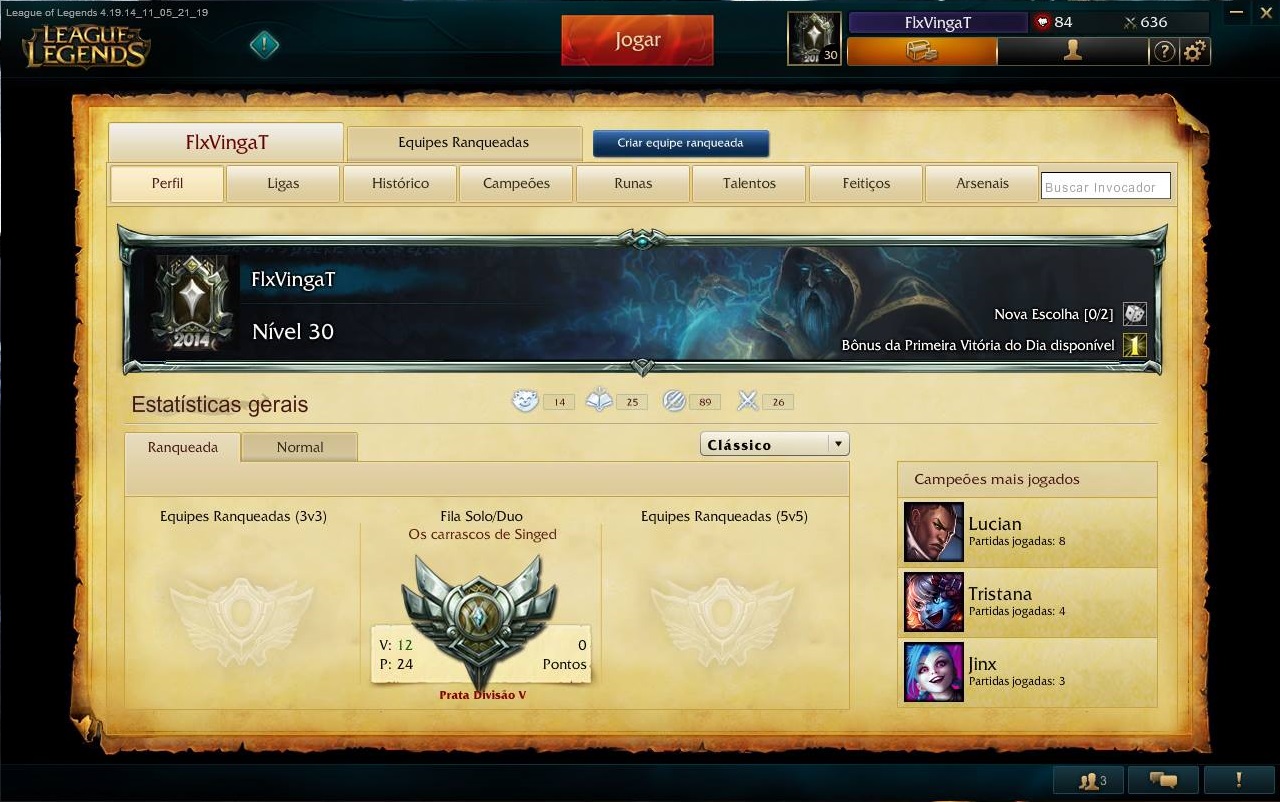 League of Legends 4.19.14_11_05_21_19
LEAGUE of LEGENDS
Jogar
30
FlxVingaT
84
636
FlxVingaT
Equipes Ranqueadas
Criar equipe ranqueada
Perfil
Ligas
Histórico
Campeões
Runas
Talentos
Feitiços
Arsenais
Buscar Invocador
FlxVingaT
Nível 30
2014
Nova Escolha [0/2]
Bônus da Primeira Vitória do Dia disponível
1
Estatísticas gerais
14
25
89
26
Ranqueada
Normal
Clássico
Equipes Ranqueadas (3v3)
Fila Solo/Duo
Os carrascos de Singed
V: 12
P: 24
0
Pontos
Prata Divisão V
Equipes Ranqueadas (5v5)
Campeões mais jogados
Lucian
Partidas jogadas: 8
Tristana
Partidas jogadas: 4
Jinx
Partidas jogadas: 3
3